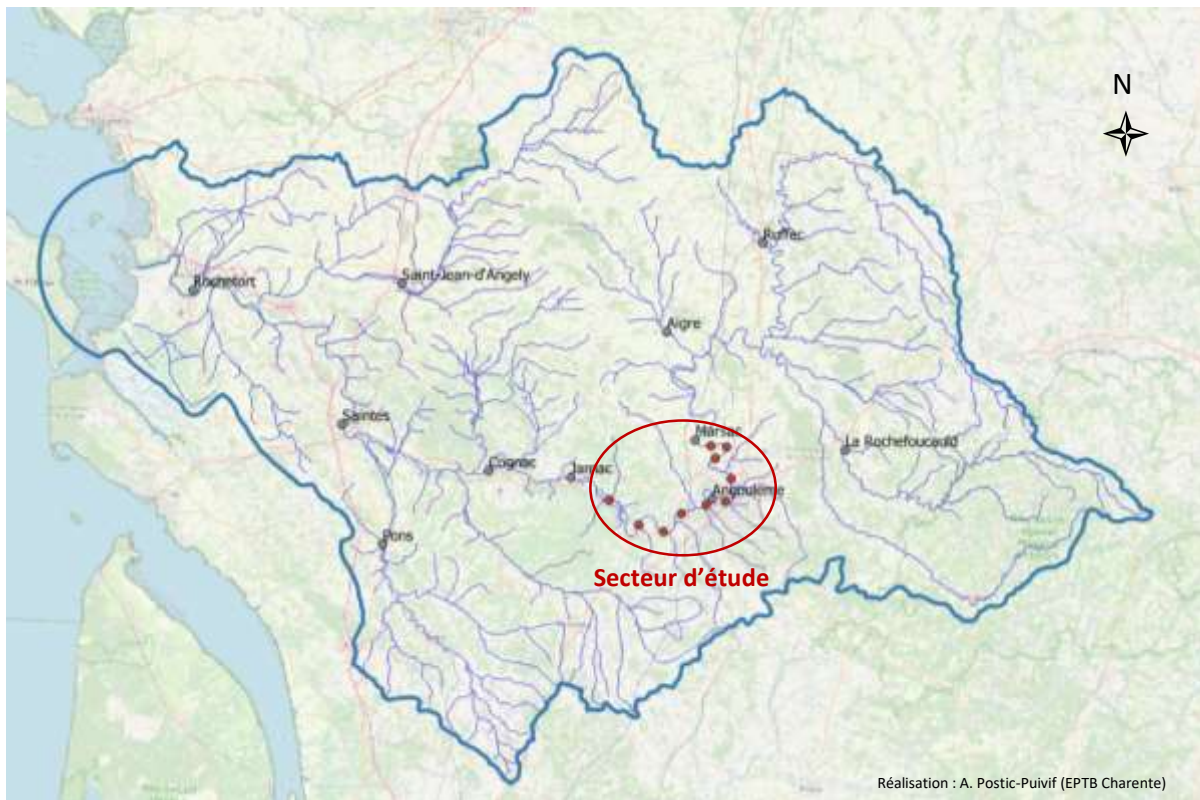 N
Ruffec
Rochefort
Saint-Jean-d'Angely
Aigre
Saintes
Marsac
La Rochefoucauld
Cognac
Jarnac
Angoulême
Pons
Secteur d'étude
Réalisation : A. Postic-Puivif (EPTB Charente)